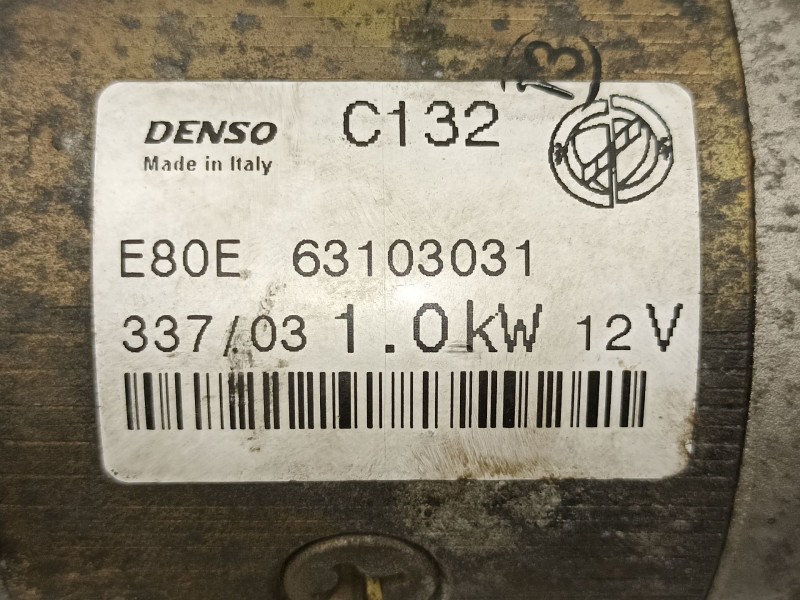 DENSO C132
Made in Italy
E80E 63103031
337/03 1.0kW 12V